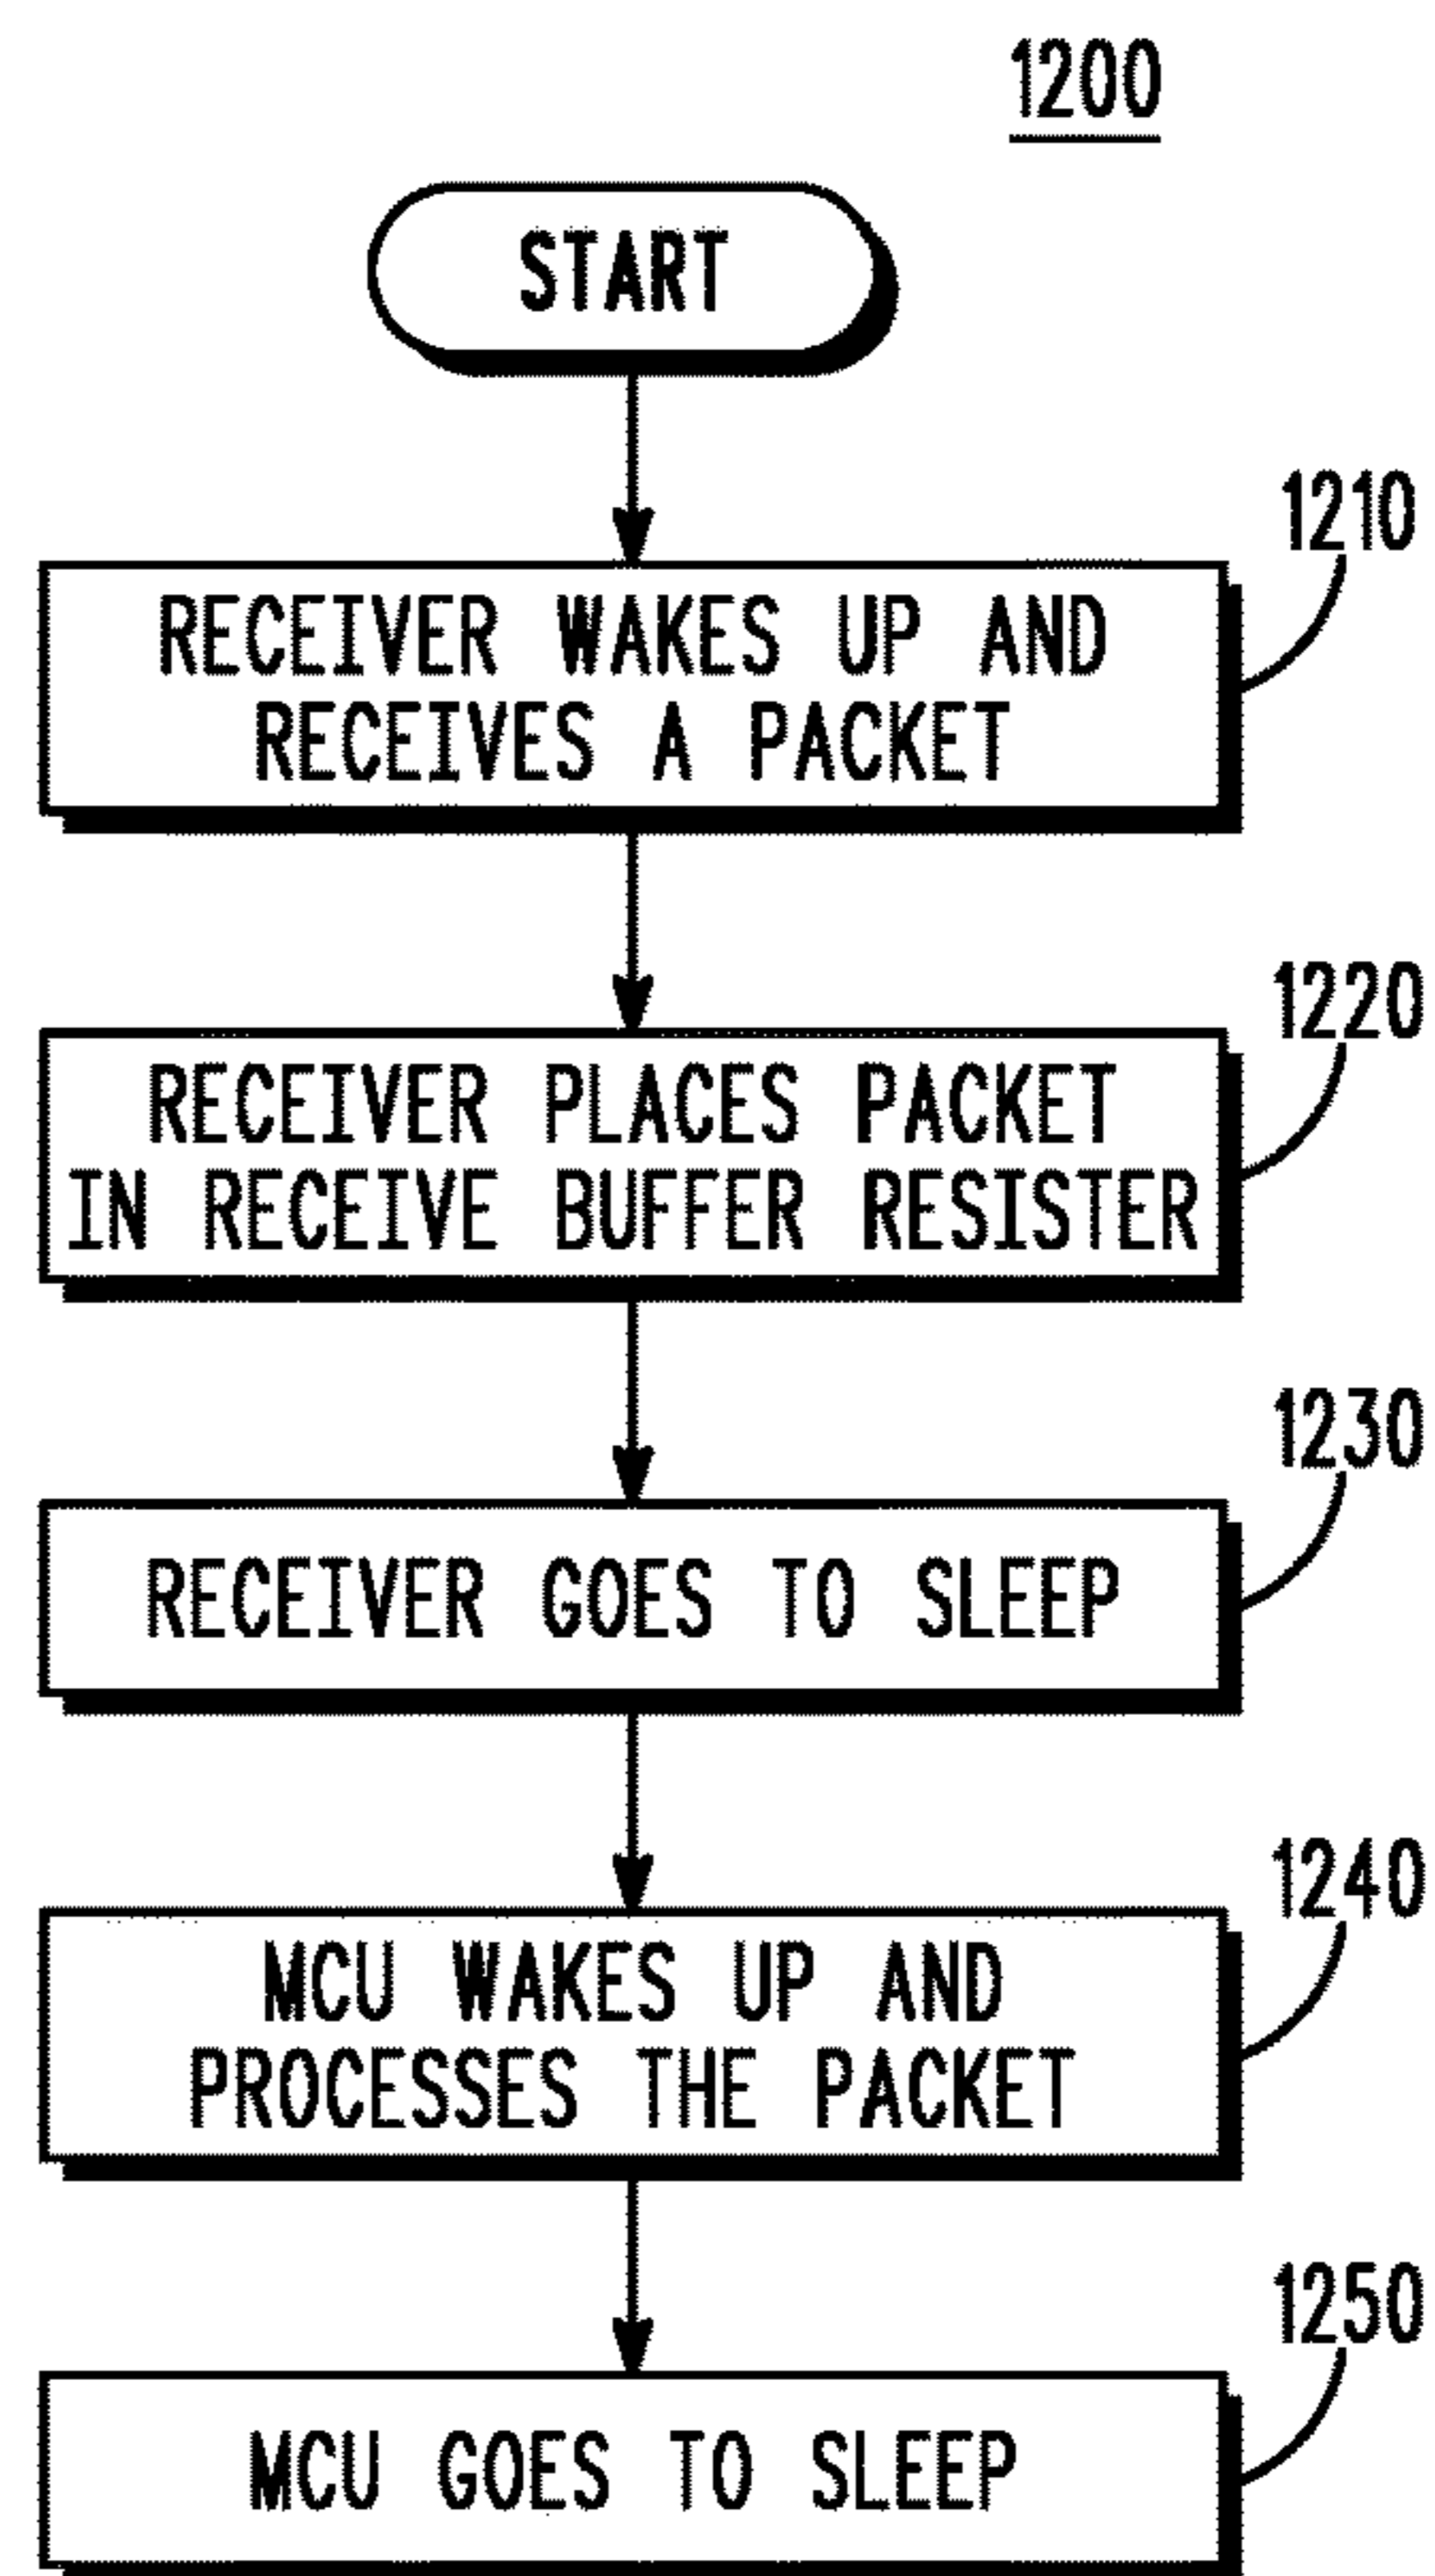 1200
START
1210
RECEIVER WAKES UP AND
RECEIVES A PACKET
1220
RECEIVER PLACES PACKET
IN RECEIVE BUFFER RESISTER
1230
RECEIVER GOES TO SLEEP
1240
MCU WAKES UP AND
PROCESSES THE PACKET
1250
MCU GOES TO SLEEP